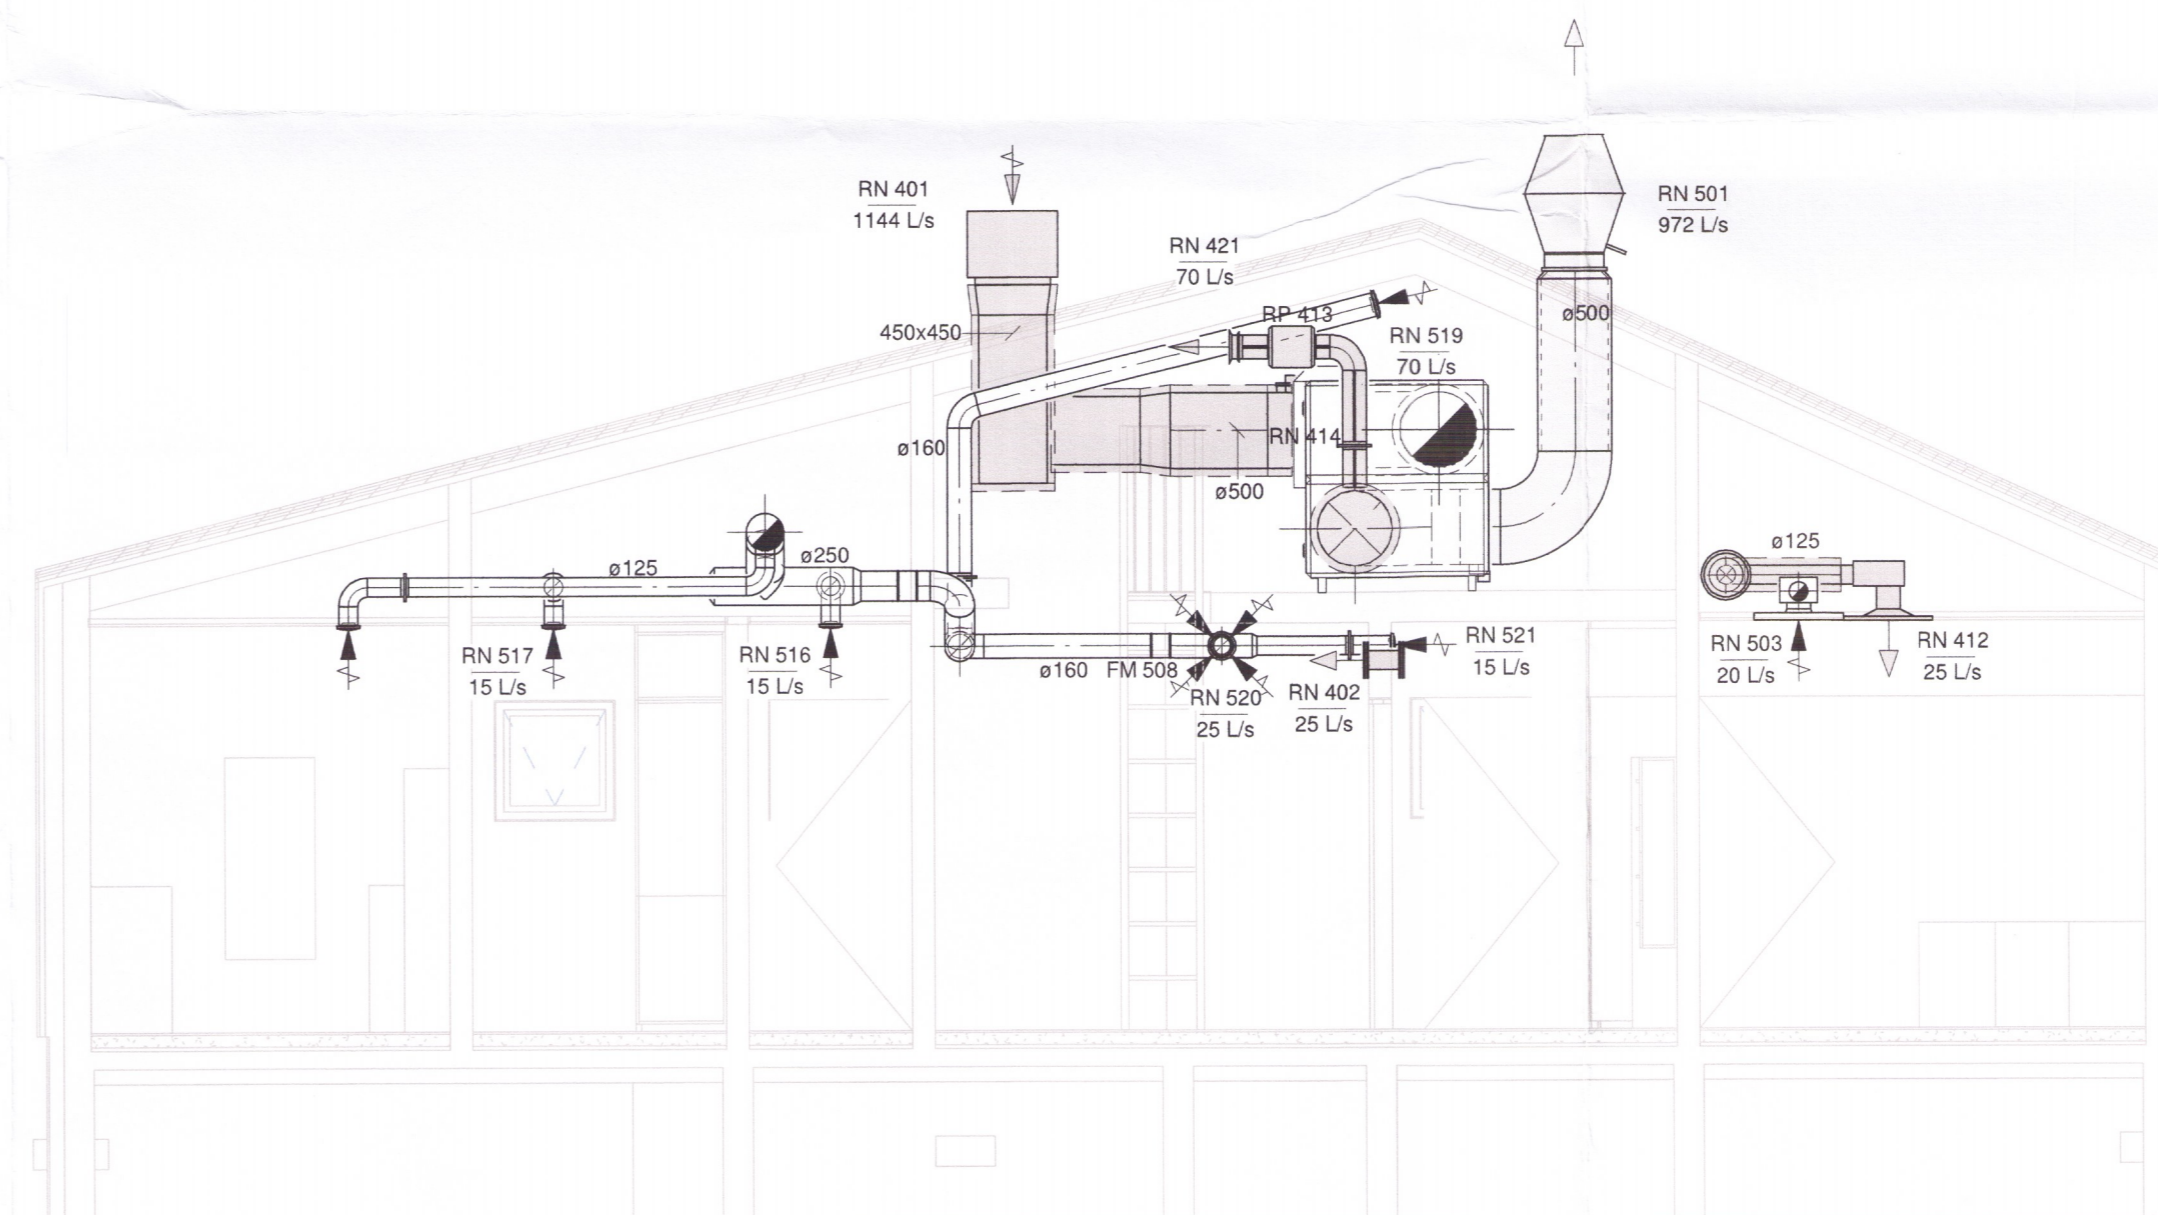 RN 401
1144 L/s
RN 501
972 L/s
RN 421
70 L/s
RP 413
ø500
450x450
RN 519
70 L/s
RN 414
ø160
ø500
ø125
ø250
ø125
RN 517
15 L/s
RN 516
15 L/s
ø160
FM 508
RN 520
25 L/s
RN 402
25 L/s
RN 521
15 L/s
RN 503
20 L/s
RN 412
25 L/s